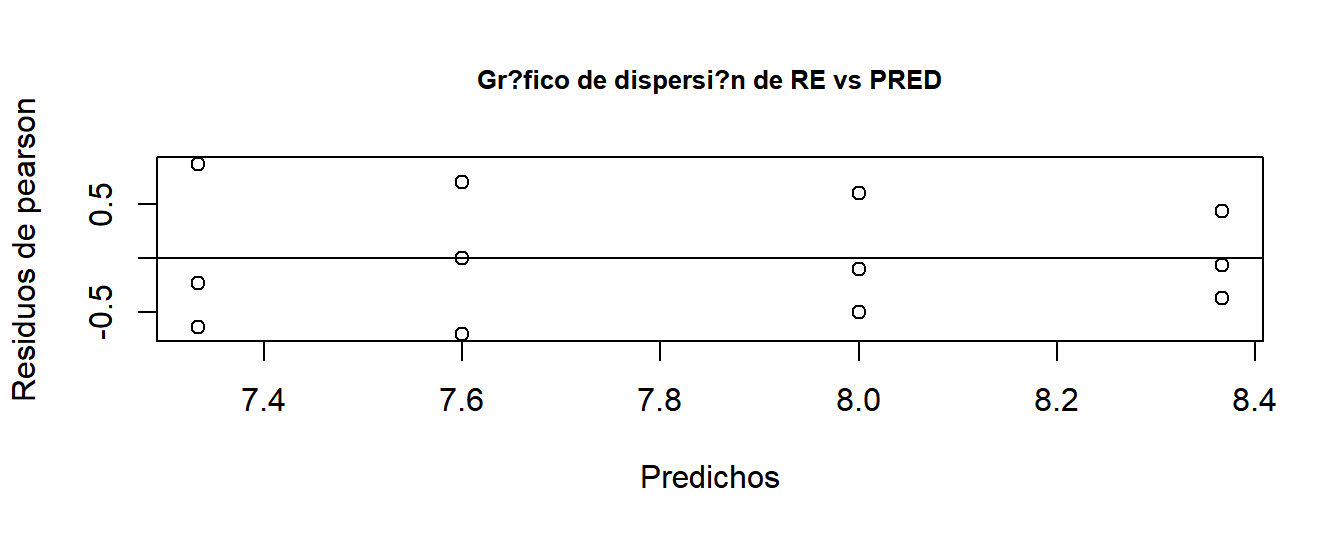 Gr?fico de dispersi?n de RE vs PRED
Residuos de pearson
0.5
-0.5
7.4 7.6 7.8 8.0 8.2 8.4
Predichos